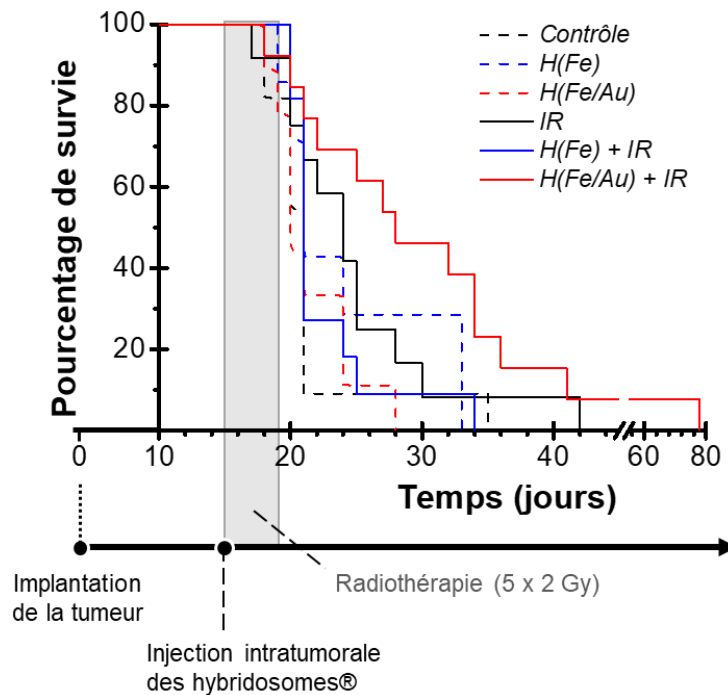 Pourcentage de survie
100
80
60
40
20
Contrôle
H(Fe)
H(Fe/Au)
IR
H(Fe) + IR
H(Fe/Au) + IR
0 10 20 30 40 60 80
Temps (jours)
Implantation
de la tumeur
Radiothérapie (5 x 2 Gy)
Injection intratumorale
des hybridosomes®